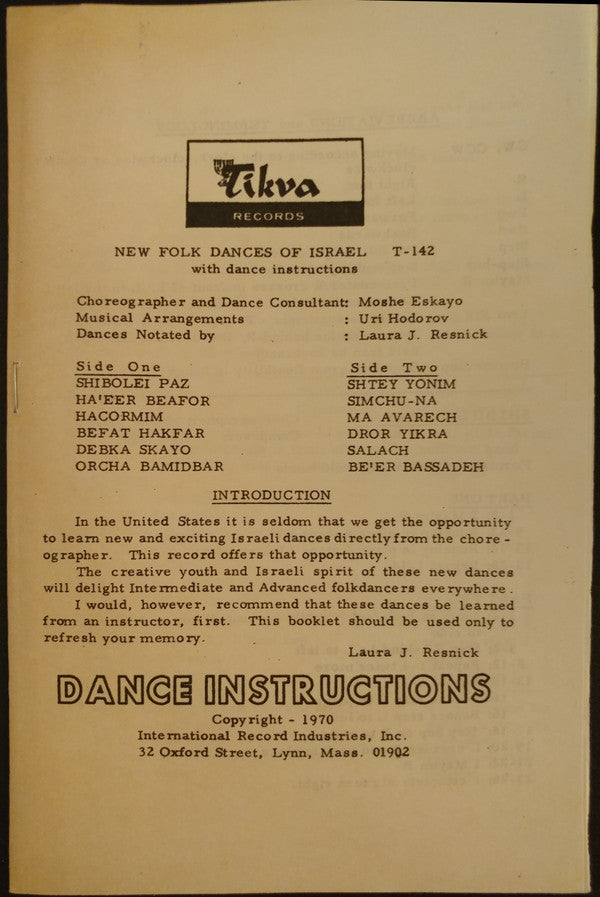 Tikva
RECORDS
NEW FOLK DANCES OF ISRAEL T-142
with dance instructions
Choreographer and Dance Consultant: Moshe Eskayo
Musical Arrangements : Uri Hodorov
Dances Notated by : Laura J. Resnick
Side One
SHIBOLEI PAZ
HA'EER BEAFOR
HACORMIM
BEFAT HAKFAR
DEBKA SKAYO
ORCHA BAMIDBAR
Side Two
SHTEY YONIM
SIMCHU-NA
MA AVARECH
DROR YIKRA
SALACH
BE'ER BASSADEH
INTRODUCTION
In the United States it is seldom that we get the opportunity
to learn new and exciting Israeli dances directly from the chore-
ographer. This record offers that opportunity.
The creative youth and Israeli spirit of these new dances
will delight Intermediate and Advanced folkdancers everywhere.
I would, however, recommend that these dances be learned
from an instructor, first. This booklet should be used only to
refresh your memory.
Laura J. Resnick
DANCE INSTRUCTIONS
Copyright - 1970
International Record Industries, Inc.
32 Oxford Street, Lynn, Mass. 01902